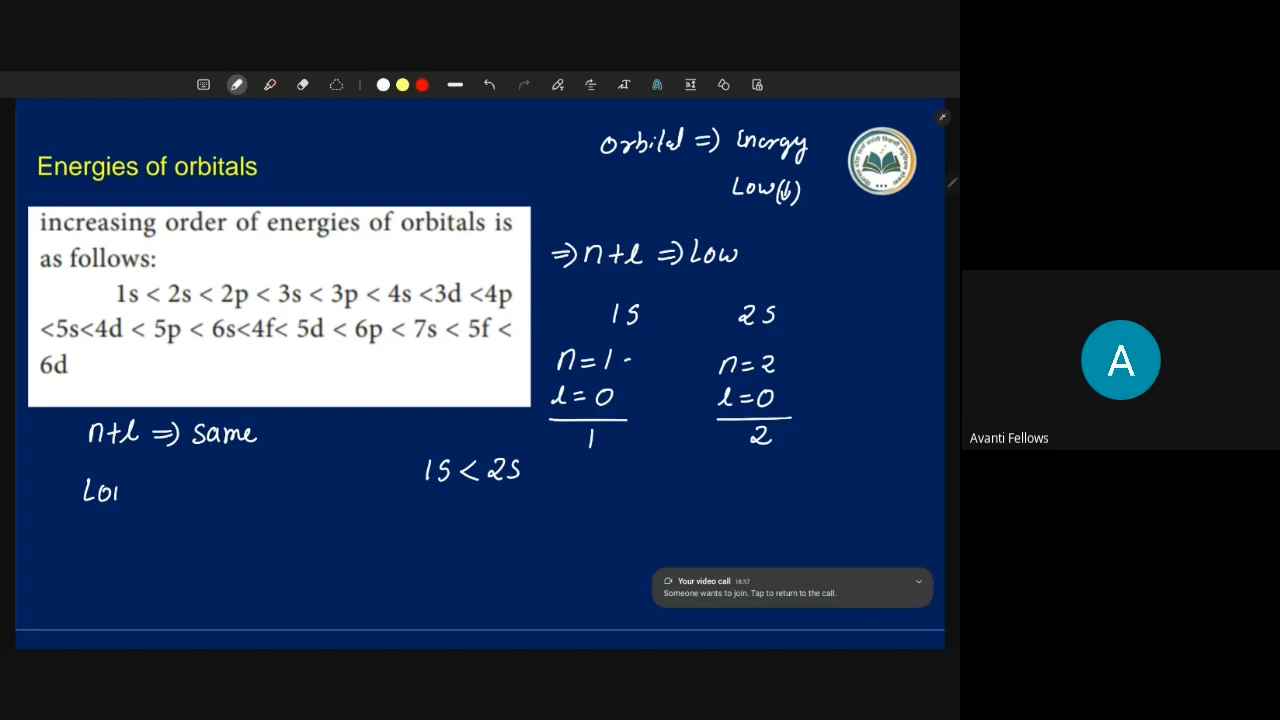 Energies of orbitals
increasing order of energies of orbitals is
as follows:
1s < 2s < 2p < 3s < 3p < 4s <3d <4p
<5s<4d < 5p < 6s<4f< 5d < 6p < 7s < 5f <
6d
Orbital => Energy
Low(↓)
=> n+l => Low
1s 2s
n=1 n=2
l=0 l=0
1 2
n+l => Same
1s < 2s
Your video call 18:37
Someone wants to join. Tap to return to the call.
A
Avanti Fellows